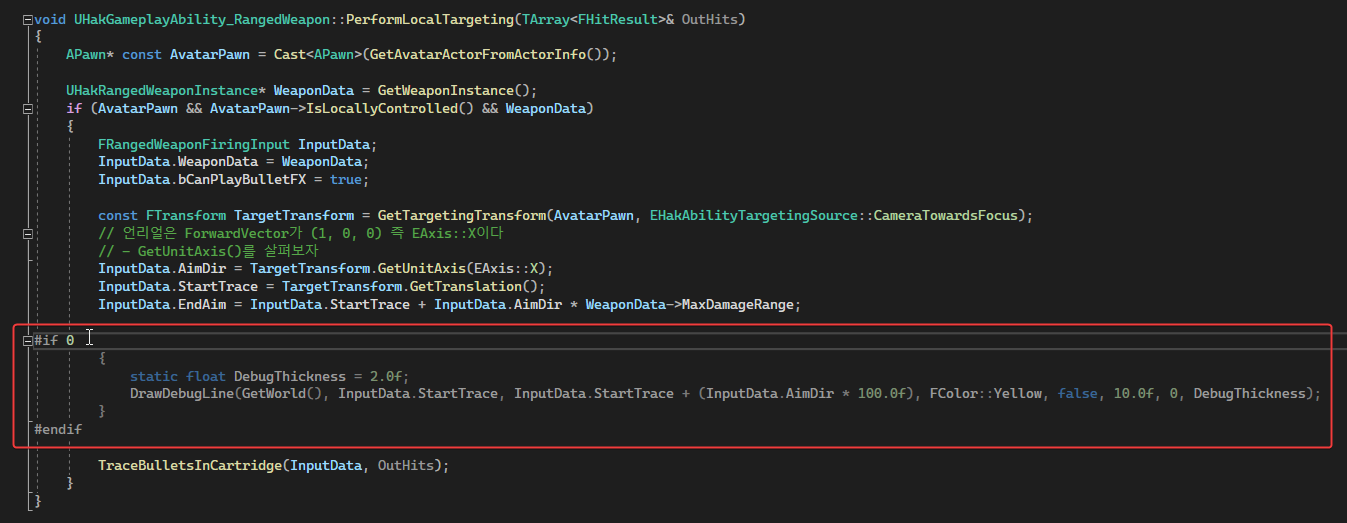 void UHakGameplayAbility_RangedWeapon::PerformLocalTargeting(TArray<FHitResult>& OutHits)
{
    APawn* const AvatarPawn = Cast<APawn>(GetAvatarActorFromActorInfo());

    UHakRangedWeaponInstance* WeaponData = GetWeaponInstance();
    if (AvatarPawn && AvatarPawn->IsLocallyControlled() && WeaponData)
    {
        FRangedWeaponFiringInput InputData;
        InputData.WeaponData = WeaponData;
        InputData.bCanPlayBulletFX = true;

        const FTransform TargetTransform = GetTargetingTransform(AvatarPawn, EHakAbilityTargetingSource::CameraTowardsFocus);
        // 언리얼은 ForwardVector가 (1, 0, 0) 즉 EAxis::X이다
        // - GetUnitAxis()를 살펴보자
        InputData.AimDir = TargetTransform.GetUnitAxis(EAxis::X);
        InputData.StartTrace = TargetTransform.GetTranslation();
        InputData.EndAim = InputData.StartTrace + InputData.AimDir * WeaponData->MaxDamageRange;

#if 0
        {
            static float DebugThickness = 2.0f;
            DrawDebugLine(GetWorld(), InputData.StartTrace, InputData.StartTrace + (InputData.AimDir * 100.0f), FColor::Yellow, false, 10.0f, 0, DebugThickness);
        }
#endif

        TraceBulletsInCartridge(InputData, OutHits);
    }
}